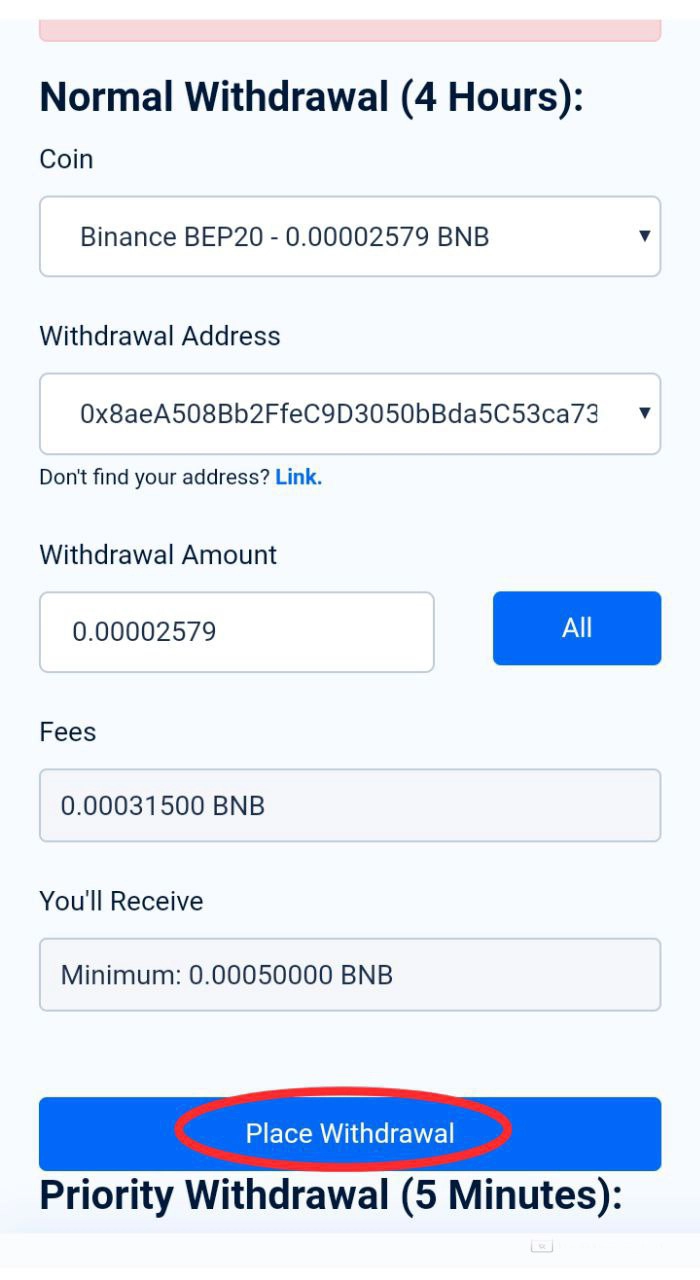 Normal Withdrawal (4 Hours):
Coin
Binance BEP20 - 0.00002579 BNB
Withdrawal Address
0x8aeA508Bb2FfeC9D3050bBda5C53ca73
Don't find your address? Link.
Withdrawal Amount
0.00002579
All
Fees
0.00031500 BNB
You'll Receive
Minimum: 0.00050000 BNB
Place Withdrawal
Priority Withdrawal (5 Minutes):